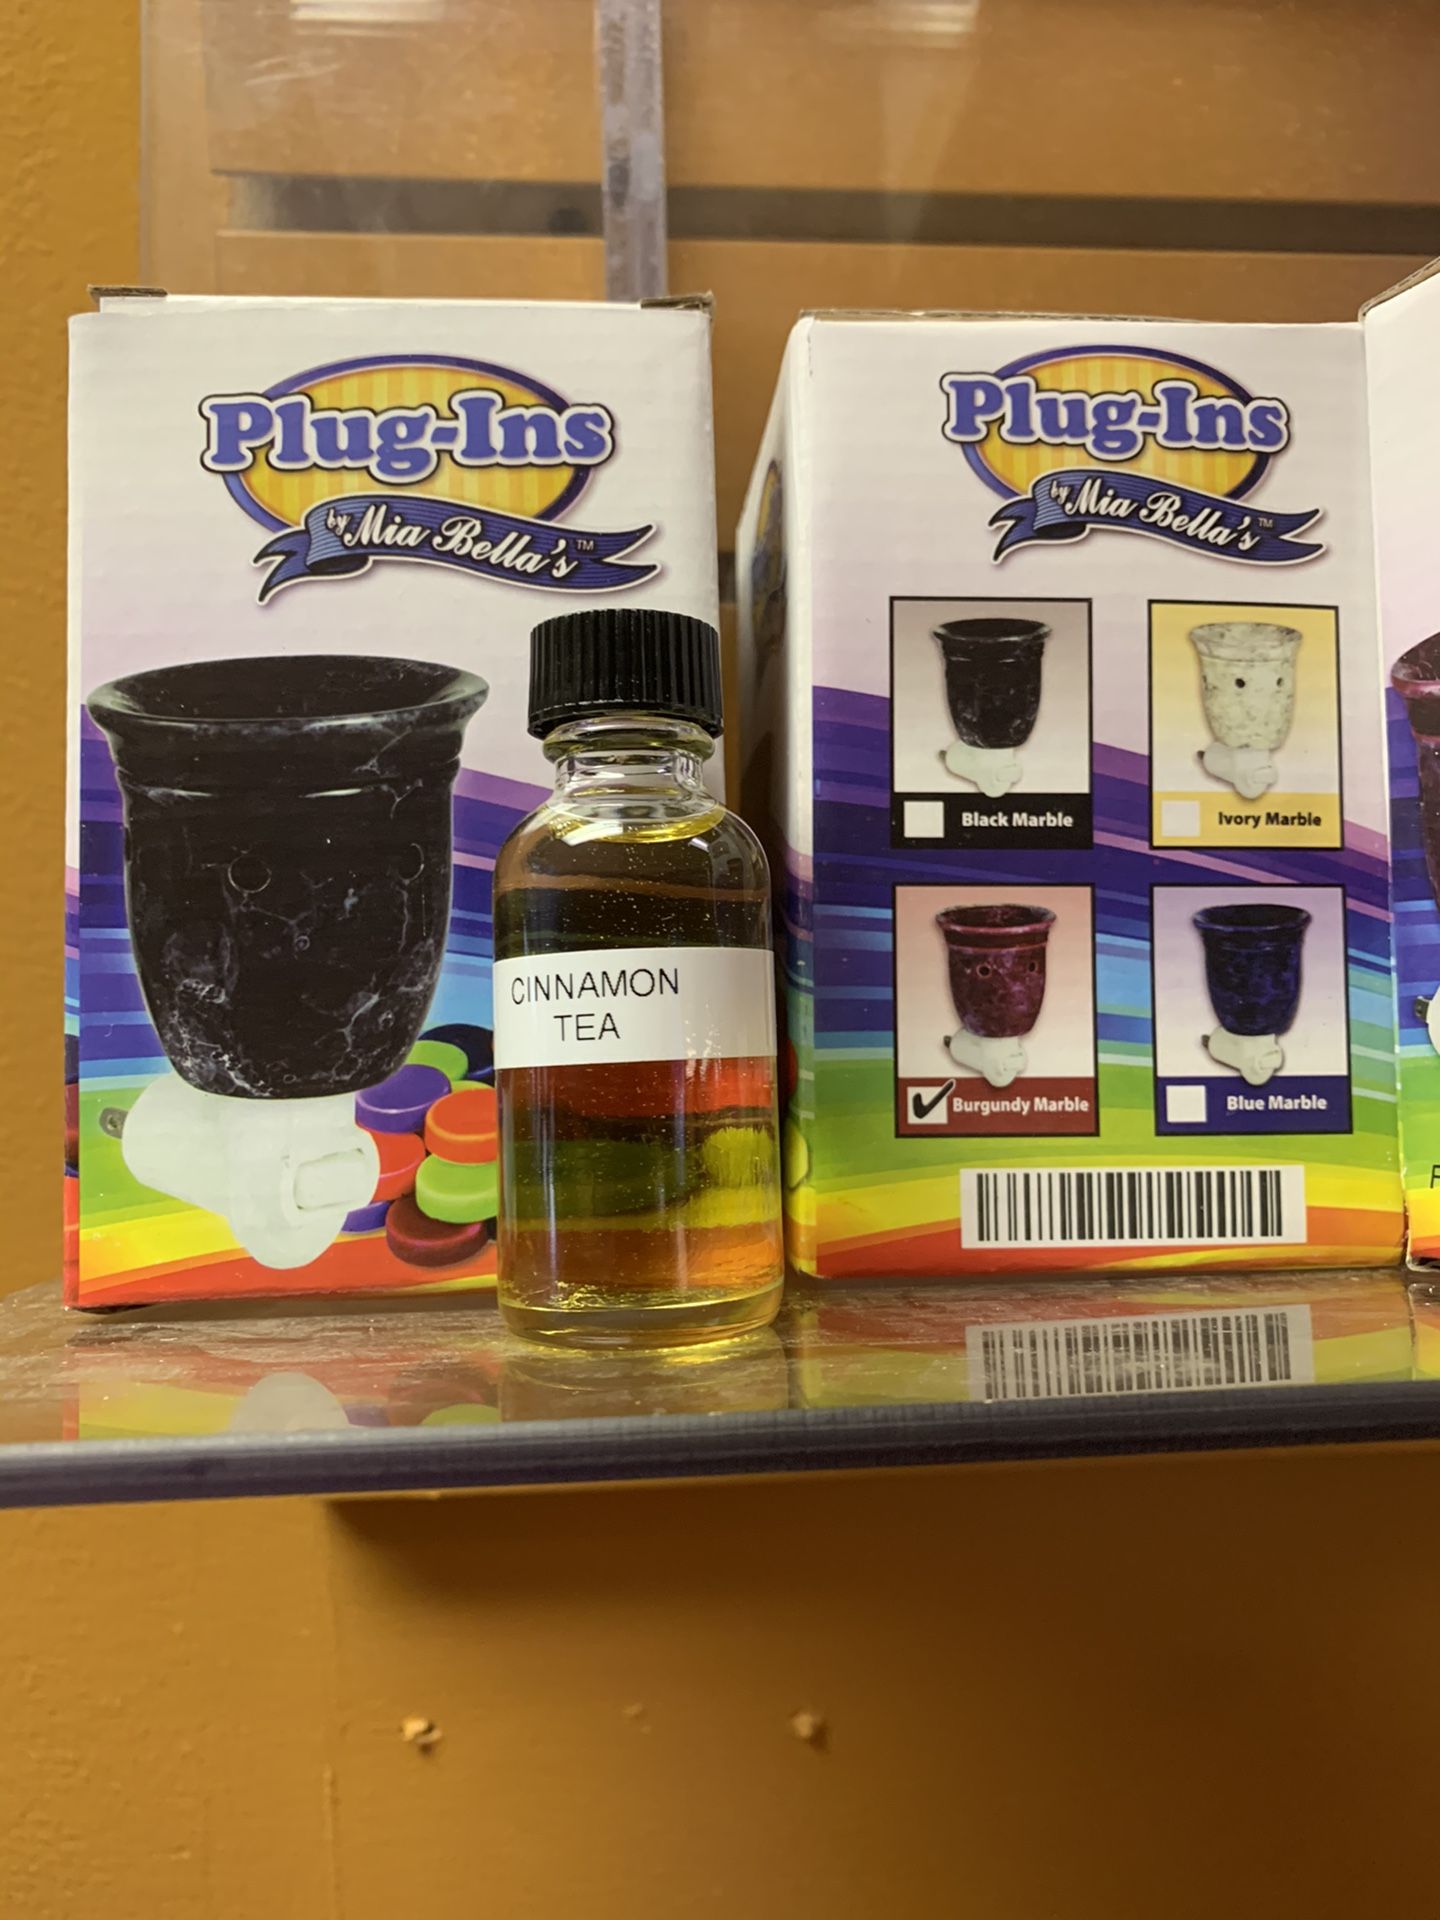 Plug-Ins
by Mia Bella's™
CINNAMON
TEA
Plug-Ins
by Mia Bella's™
Black Marble
Ivory Marble
Burgundy Marble
Blue Marble